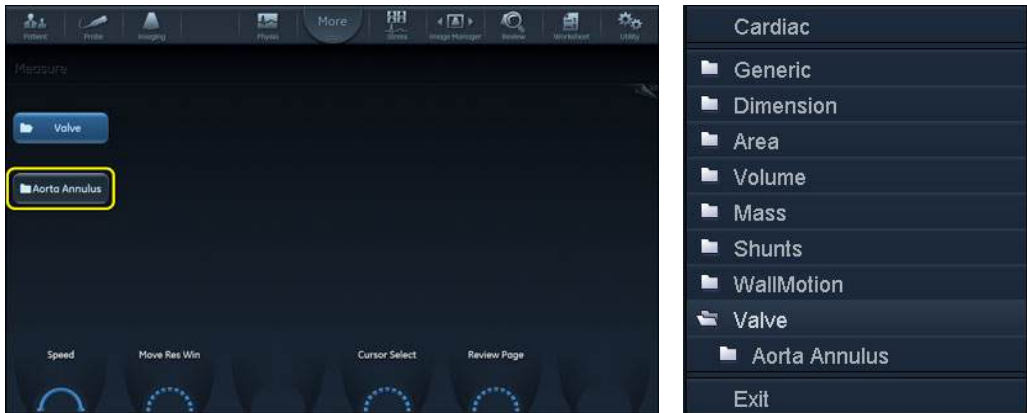 Patient
Probe
Imaging
Physio
More
Stress
Image Manager
Review
Worksheet
Utility
Measure
Valve
Aorta Annulus
Speed
Move Res Win
Cursor Select
Review Page
Cardiac
Generic
Dimension
Area
Volume
Mass
Shunts
WallMotion
Valve
Aorta Annulus
Exit